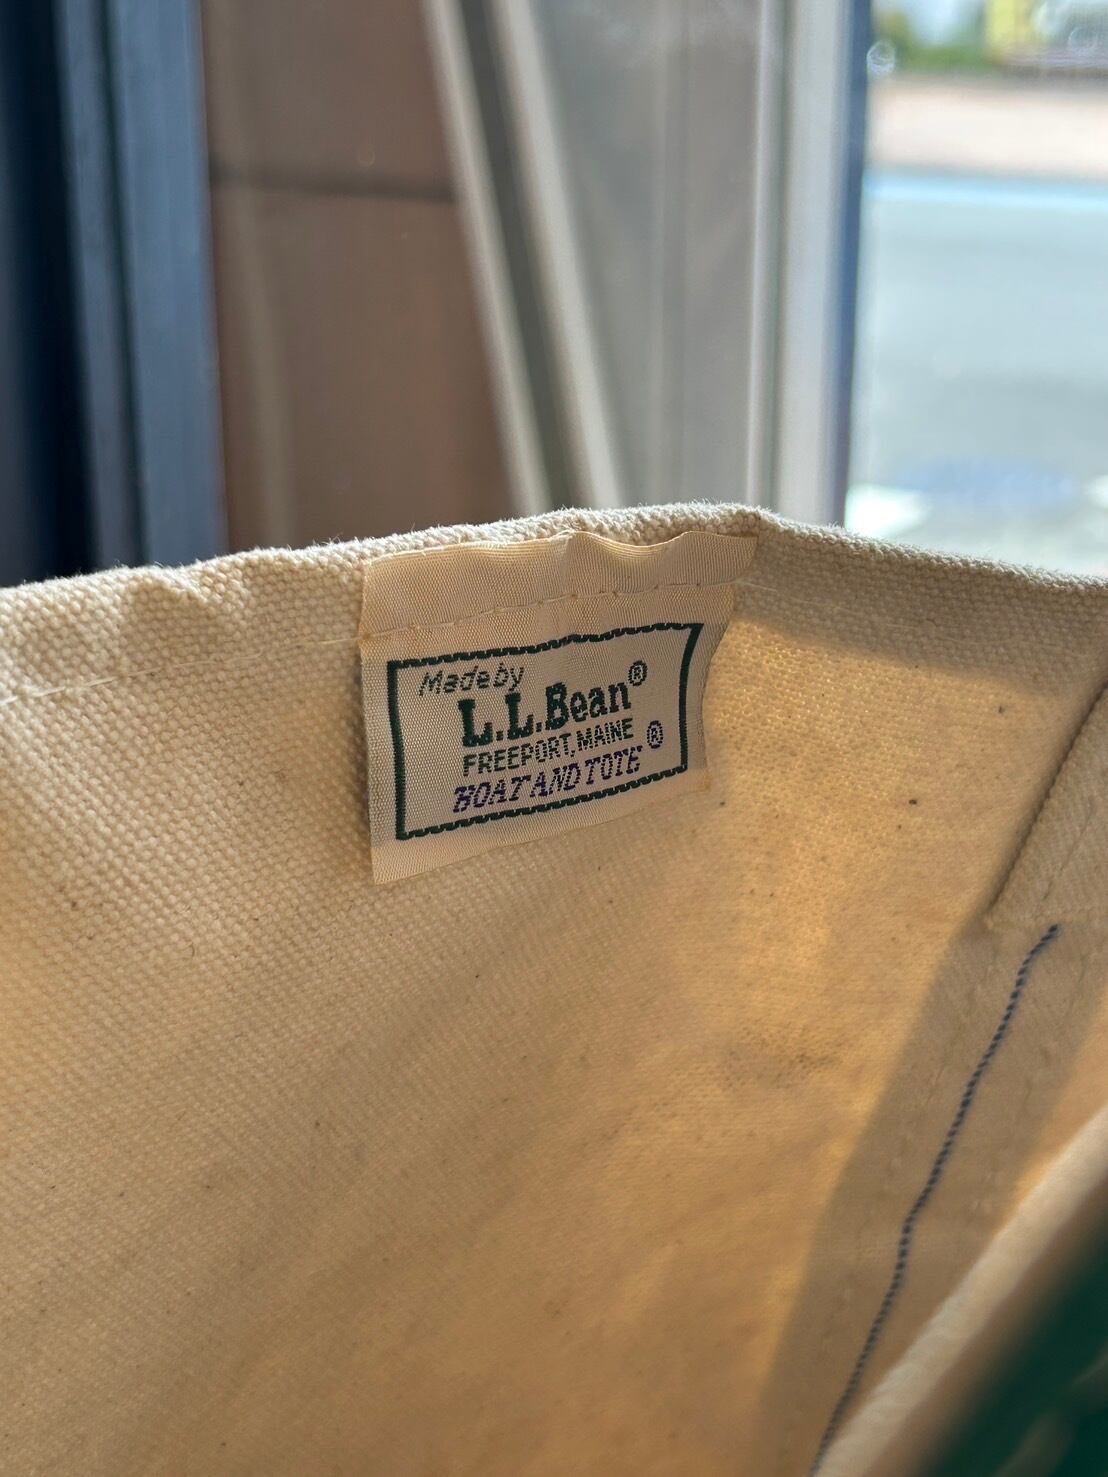 Made by
L.L.Bean®
FREEPORT, MAINE
BOAT AND TOTE®